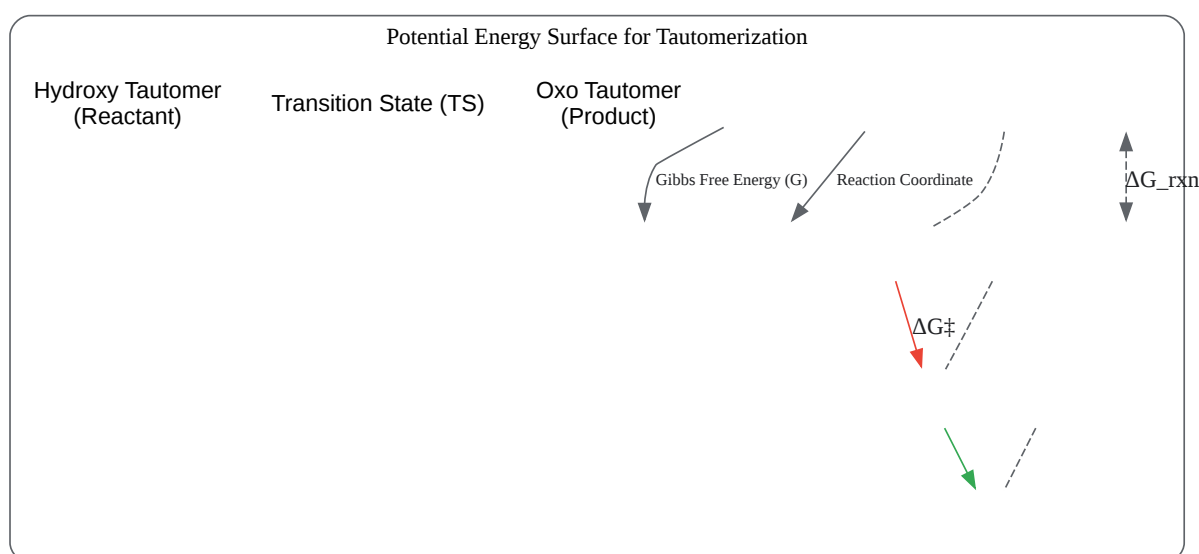 Potential Energy Surface for Tautomerization
Hydroxy Tautomer
(Reactant)
Transition State (TS)
Oxo Tautomer
(Product)
Gibbs Free Energy (G)
Reaction Coordinate
ΔG_rxn
ΔG‡